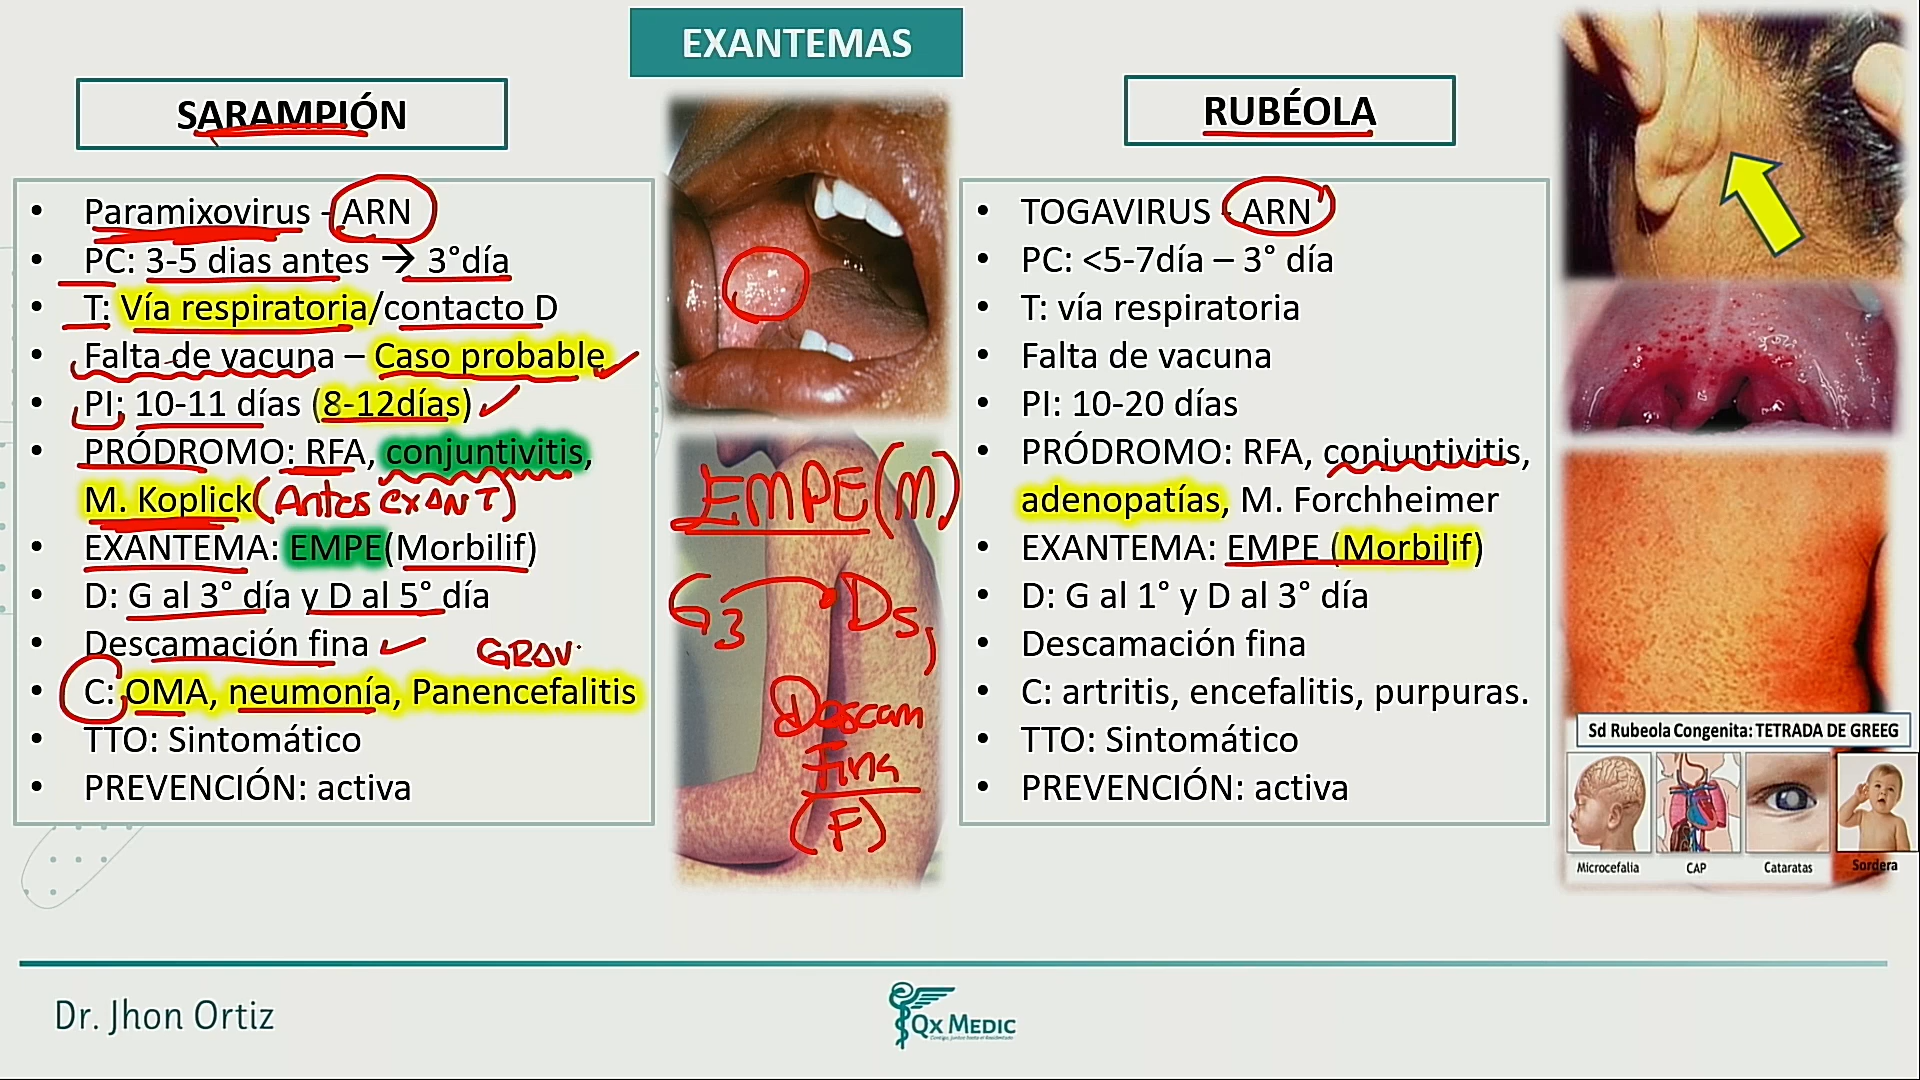 EXANTEMAS
SARAMPIÓN
• Paramixovirus - ARN
• PC: 3-5 dias antes → 3°día
• T: Vía respiratoria/contacto D
• Falta de vacuna – Caso probable
• PI: 10-11 días (8-12días)
• PRÓDROMO: RFA, conjuntivitis,
M. Koplick (Antes EXANT)
• EXANTEMA: EMPE(Morbilif)
• D: G al 3° día y D al 5° día
• Descamación fina
GRAV.
• C: OMA, neumonía, Panencefalitis
• TTO: Sintomático
• PREVENCIÓN: activa
EMPE(M)
G3 D5
Descam
Fina
(F)
RUBÉOLA
• TOGAVIRUS - ARN
• PC: <5-7día – 3° día
• T: vía respiratoria
• Falta de vacuna
• PI: 10-20 días
• PRÓDROMO: RFA, conjuntivitis,
adenopatías, M. Forchheimer
• EXANTEMA: EMPE (Morbilif)
• D: G al 1° y D al 3° día
• Descamación fina
• C: artritis, encefalitis, purpuras.
• TTO: Sintomático
• PREVENCIÓN: activa
Sd Rubeola Congenita: TETRADA DE GREEG
Microcefalia CAP Cataratas Sordera
Dr. Jhon Ortiz
QX MEDIC